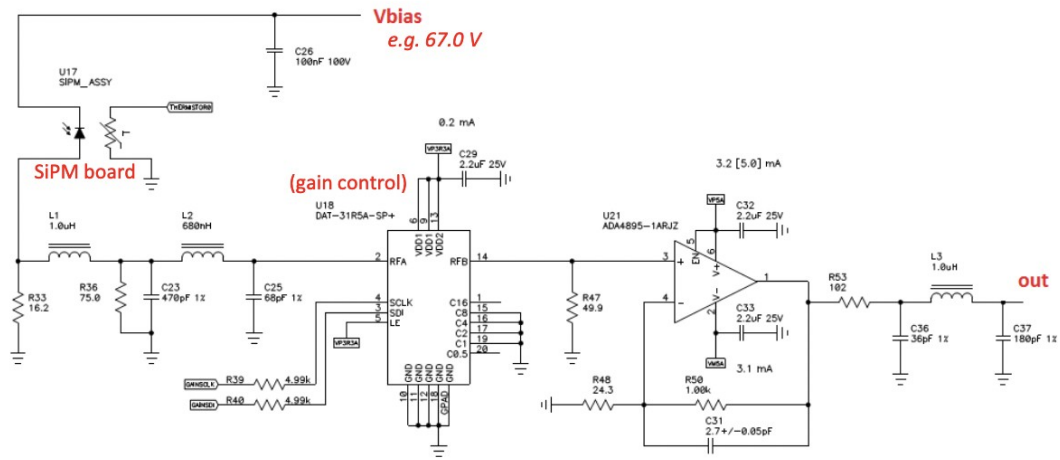 Vbias
e.g. 67.0 V
C26
100nF 100V
U17
SIPM_ASSY
THERMISTOR0
T
SiPM board
0.2 mA
VP3R3A
C29
2.2uF 25V
(gain control)
U18
DAT-31R5A-SP+
6
9
13
VDD1
VDD1
VDD2
3.2 [5.0] mA
VP5A
C32
2.2uF 25V
U21
ADA4895-1ARJZ
5
6
EN
V+
L1
1.0uH
L2
680nH
2
RFA
RFB
14
3
+
1
R53
102
L3
1.0uH
out
R33
16.2
R36
75.0
C23
470pF 1%
C25
68pF 1%
4
SCLK
SDI
5
LE
VP3R3A
C16
1
C8
15
C4
16
C2
17
C1
19
C0.5
20
R47
49.9
4
-
V-
2
C33
2.2uF 25V
VM5A
3.1 mA
C36
36pF 1%
C37
180pF 1%
GAINSCLK
R39
4.99k
GAINSDI
R40
4.99k
GND
GND
GND
GND
GPAD
10
11
12
18
R48
24.3
R50
1.00k
C31
2.7+/-0.05pF